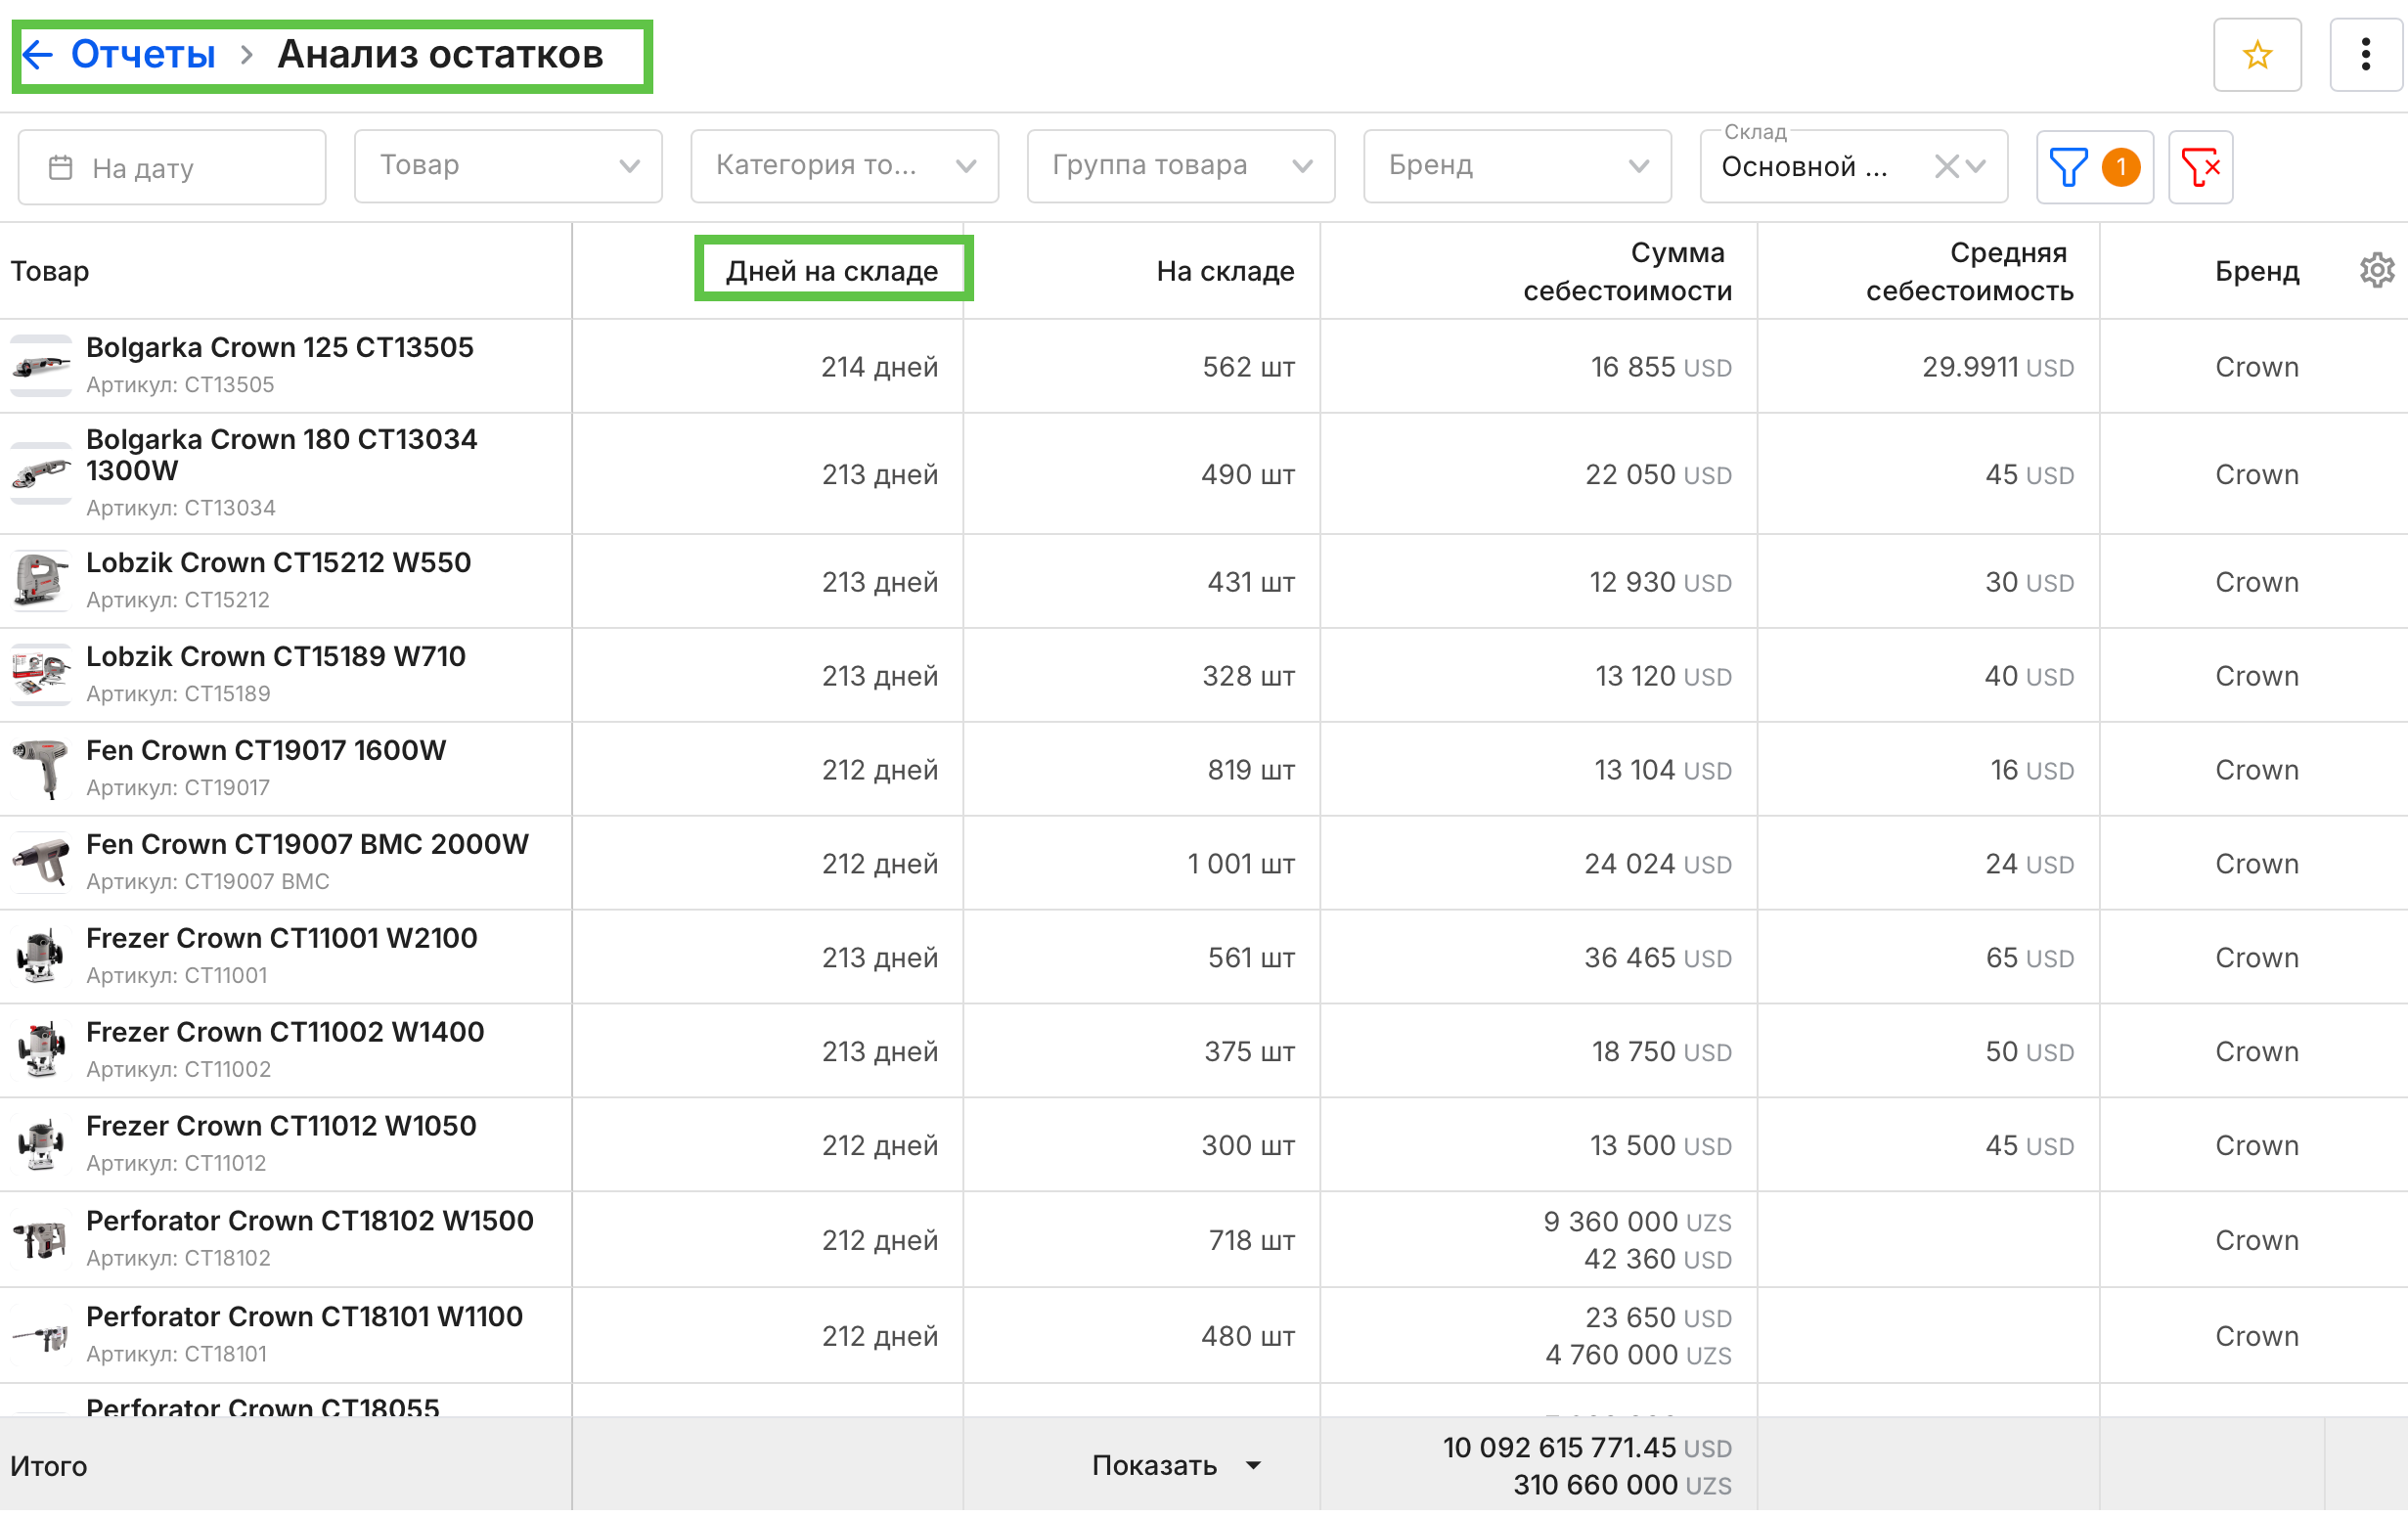 Отчеты > Анализ остатков
На дату
Товар
Категория то...
Группа товара
Бренд
Склад
Основной ...
1
Товар
Дней на складе
На складе
Сумма
себестоимости
Средняя
себестоимость
Бренд
Bolgarka Crown 125 CT13505
Артикул: CT13505
214 дней
562 шт
16 855 USD
29.9911 USD
Crown
Bolgarka Crown 180 CT13034
1300W
Артикул: CT13034
213 дней
490 шт
22 050 USD
45 USD
Crown
Lobzik Crown CT15212 W550
Артикул: CT15212
213 дней
431 шт
12 930 USD
30 USD
Crown
Lobzik Crown CT15189 W710
Артикул: CT15189
213 дней
328 шт
13 120 USD
40 USD
Crown
Fen Crown CT19017 1600W
Артикул: CT19017
212 дней
819 шт
13 104 USD
16 USD
Crown
Fen Crown CT19007 BMC 2000W
Артикул: CT19007 BMC
212 дней
1 001 шт
24 024 USD
24 USD
Crown
Frezer Crown CT11001 W2100
Артикул: CT11001
213 дней
561 шт
36 465 USD
65 USD
Crown
Frezer Crown CT11002 W1400
Артикул: CT11002
213 дней
375 шт
18 750 USD
50 USD
Crown
Frezer Crown CT11012 W1050
Артикул: CT11012
212 дней
300 шт
13 500 USD
45 USD
Crown
Perforator Crown CT18102 W1500
Артикул: CT18102
212 дней
718 шт
9 360 000 UZS
42 360 USD
Crown
Perforator Crown CT18101 W1100
Артикул: CT18101
212 дней
480 шт
23 650 USD
4 760 000 UZS
Crown
Perforator Crown CT18055
Итого
Показать
10 092 615 771.45 USD
310 660 000 UZS